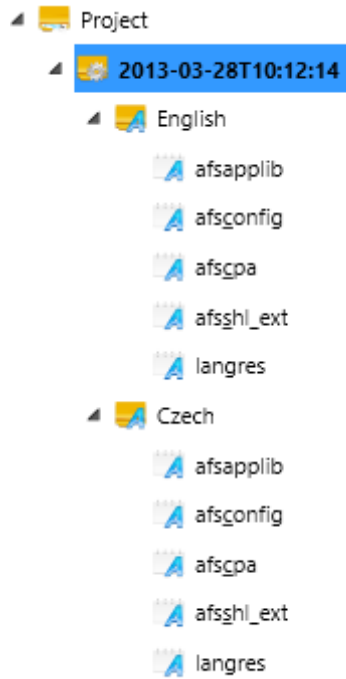 Project
2013-03-28T10:12:14
English
afsapplib
afsconfig
afscpa
afsshl_ext
langres
Czech
afsapplib
afsconfig
afscpa
afsshl_ext
langres